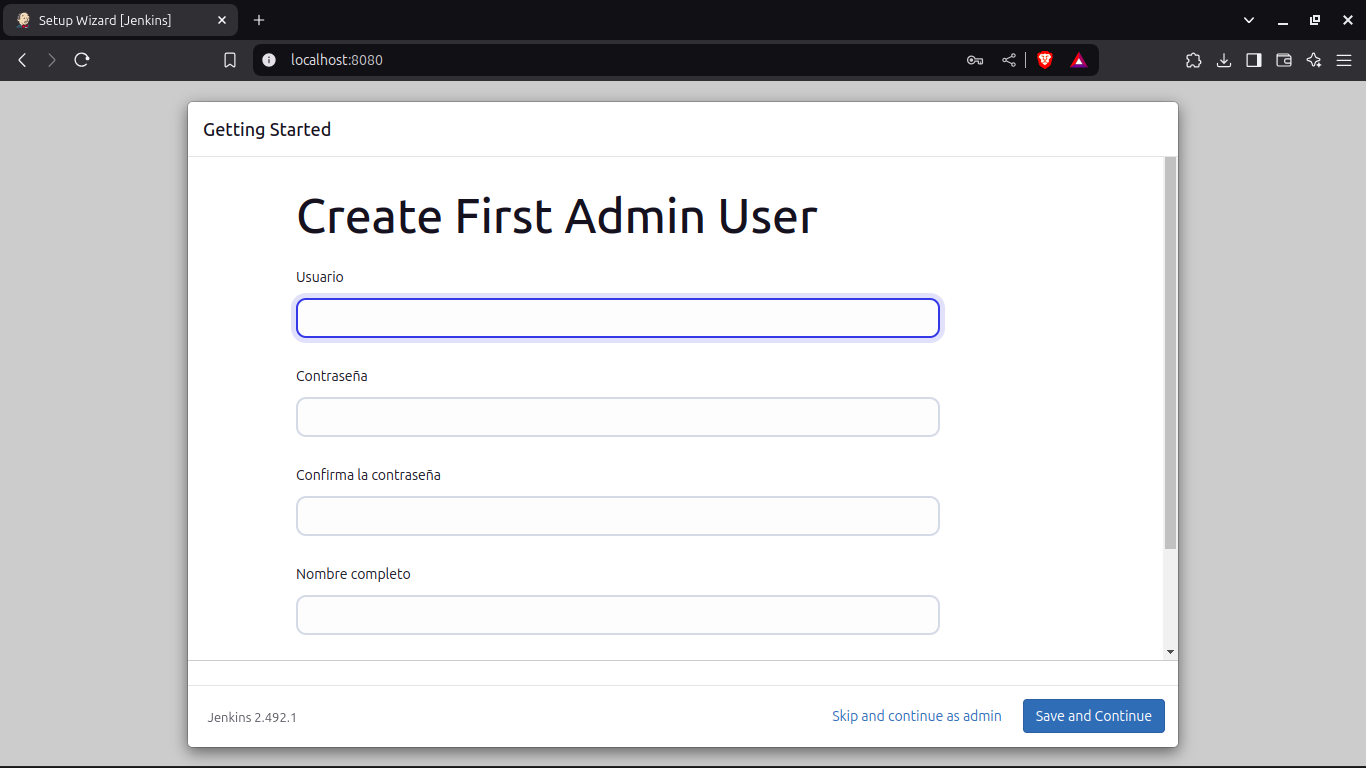 Setup Wizard [Jenkins]
localhost:8080
Getting Started
Create First Admin User
Usuario
Contraseña
Confirma la contraseña
Nombre completo
Jenkins 2.492.1
Skip and continue as admin
Save and Continue